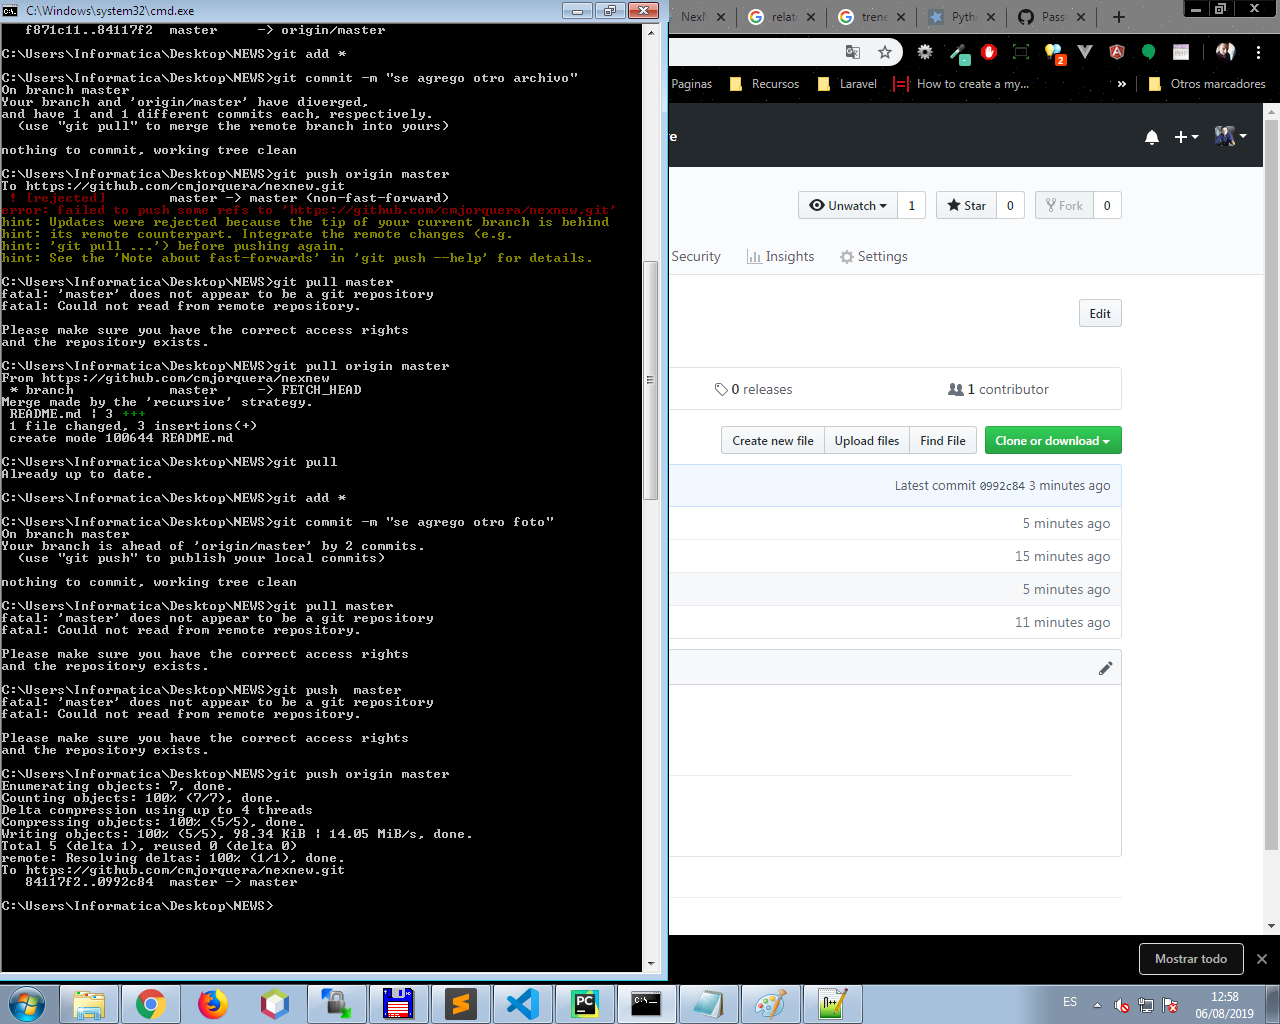 C:\Windows\system32\cmd.exe
f871c11..84117f2  master     -> origin/master
C:\Users\Informatica\Desktop\NEWS>git add *
C:\Users\Informatica\Desktop\NEWS>git commit -m "se agrego otro archivo"
On branch master
Your branch and 'origin/master' have diverged,
and have 1 and 1 different commits each, respectively.
(use "git pull" to merge the remote branch into yours)
nothing to commit, working tree clean
C:\Users\Informatica\Desktop\NEWS>git push origin master
To https://github.com/cmjorquera/nexnew.git
! [rejected]        master -> master (non-fast-forward)
error: failed to push some refs to 'https://github.com/cmjorquera/nexnew.git'
hint: Updates were rejected because the tip of your current branch is behind
hint: its remote counterpart. Integrate the remote changes (e.g.
hint: 'git pull ...') before pushing again.
hint: See the 'Note about fast-forwards' in 'git push --help' for details.
C:\Users\Informatica\Desktop\NEWS>git pull master
fatal: 'master' does not appear to be a git repository
fatal: Could not read from remote repository.
Please make sure you have the correct access rights
and the repository exists.
C:\Users\Informatica\Desktop\NEWS>git pull origin master
From https://github.com/cmjorquera/nexnew
* branch            master     -> FETCH_HEAD
Merge made by the 'recursive' strategy.
README.md | 3 +++
1 file changed, 3 insertions(+)
create mode 100644 README.md
C:\Users\Informatica\Desktop\NEWS>git pull
Already up to date.
C:\Users\Informatica\Desktop\NEWS>git add *
C:\Users\Informatica\Desktop\NEWS>git commit -m "se agrego otro foto"
On branch master
Your branch is ahead of 'origin/master' by 2 commits.
(use "git push" to publish your local commits)
nothing to commit, working tree clean
C:\Users\Informatica\Desktop\NEWS>git pull master
fatal: 'master' does not appear to be a git repository
fatal: Could not read from remote repository.
Please make sure you have the correct access rights
and the repository exists.
C:\Users\Informatica\Desktop\NEWS>git push  master
fatal: 'master' does not appear to be a git repository
fatal: Could not read from remote repository.
Please make sure you have the correct access rights
and the repository exists.
C:\Users\Informatica\Desktop\NEWS>git push origin master
Enumerating objects: 7, done.
Counting objects: 100% (7/7), done.
Delta compression using up to 4 threads
Compressing objects: 100% (5/5), done.
Writing objects: 100% (5/5), 98.34 KiB | 14.05 MiB/s, done.
Total 5 (delta 1), reused 0 (delta 0)
remote: Resolving deltas: 100% (1/1), done.
To https://github.com/cmjorquera/nexnew.git
84117f2..0992c84  master -> master
C:\Users\Informatica\Desktop\NEWS>
relat trene Pyth Pass
Paginas Recursos Laravel How to create a my... » Otros marcadores
Unwatch 1 Star 0 Fork 0
Security Insights Settings
Edit
0 releases 1 contributor
Create new file Upload files Find File Clone or download
Latest commit 0992c84 3 minutes ago
5 minutes ago
15 minutes ago
5 minutes ago
11 minutes ago
Mostrar todo
ES 12:58
06/08/2019